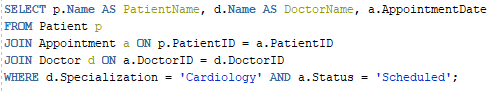 SELECT p.Name AS PatientName, d.Name AS DoctorName, a.AppointmentDate
FROM Patient p
JOIN Appointment a ON p.PatientID = a.PatientID
JOIN Doctor d ON a.DoctorID = d.DoctorID
WHERE d.Specialization = 'Cardiology' AND a.Status = 'Scheduled';